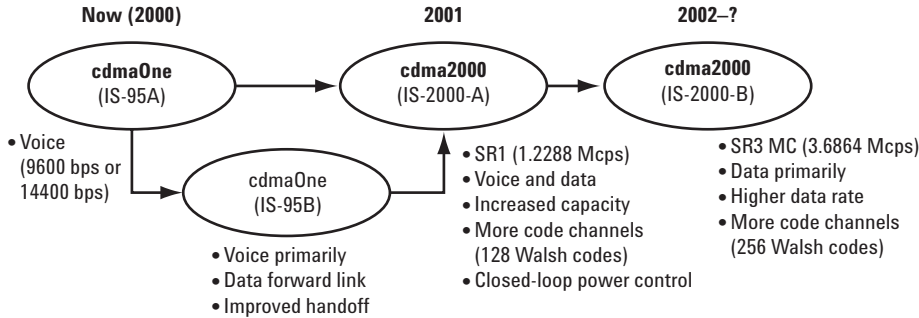 Now (2000)
2001
2002–?
cdmaOne
(IS-95A)
cdma2000
(IS-2000-A)
cdma2000
(IS-2000-B)
• Voice
(9600 bps or
14400 bps)
cdmaOne
(IS-95B)
• Voice primarily
• Data forward link
• Improved handoff
• SR1 (1.2288 Mcps)
• Voice and data
• Increased capacity
• More code channels
(128 Walsh codes)
• Closed-loop power control
• SR3 MC (3.6864 Mcps)
• Data primarily
• Higher data rate
• More code channels
(256 Walsh codes)